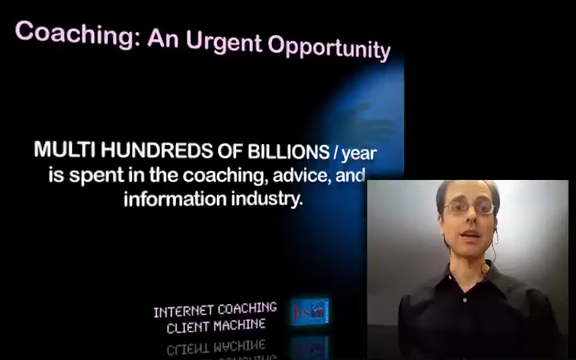 Coaching: An Urgent Opportunity
MULTI HUNDREDS OF BILLIONS / year
is spent in the coaching, advice, and
information industry.
INTERNET COACHING
CLIENT MACHINE